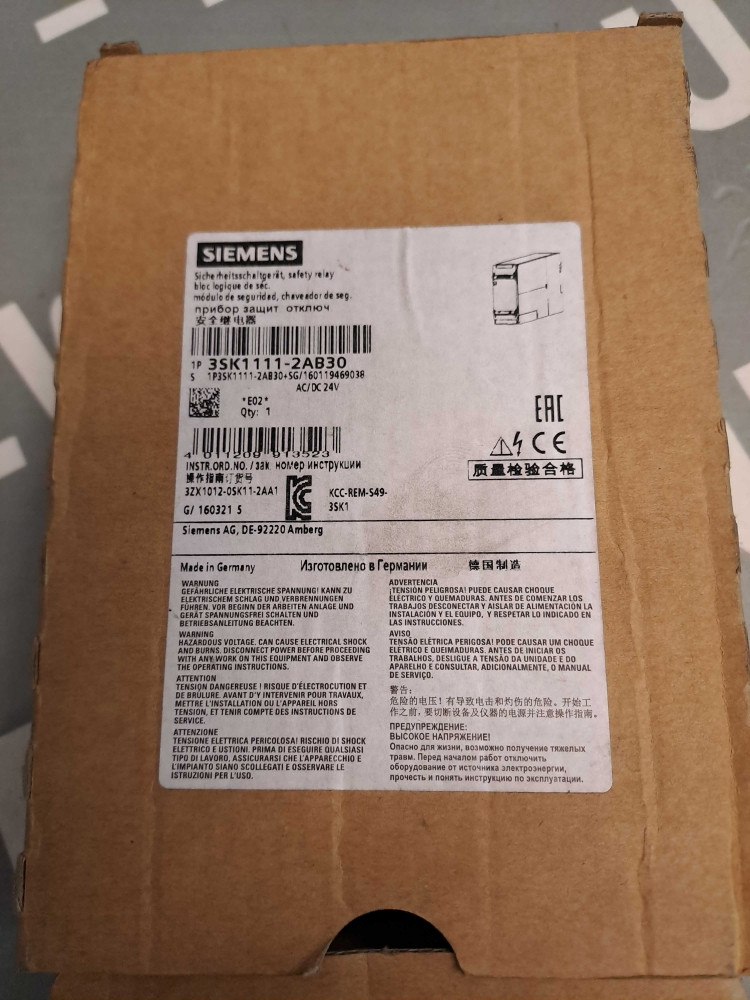 SIEMENS
Sicherheitsschaltgerät, safety relay
bloc logique de séc.
módulo de seguridad, chaveador de seg.
прибор защит отключ
安全继电器
1P 3SK1111-2AB30
S 1P3SK1111-2AB30+SG/160119469038
AC/DC 24V
*E02*
Qty: 1
EAC
CE
4 011209 913523
INSTR.ORD.NO. / зак номер инструкции
操作指南订货号
质量检验合格
3ZX1012-0SK11-2AA1
KCC-REM-S49-
3SK1
G/ 160321 5
Siemens AG, DE-92220 Amberg
Made in Germany Изготовлено в Германии 德国制造
WARNUNG
GEFÄHRLICHE ELEKTRISCHE SPANNUNG! KANN ZU
ELEKTRISCHEM SCHLAG UND VERBRENNUNGEN
FÜHREN. VOR BEGINN DER ARBEITEN ANLAGE UND
GERÄT SPANNUNGSFREI SCHALTEN UND
BETRIEBSANLEITUNG BEACHTEN.
WARNING
HAZARDOUS VOLTAGE. CAN CAUSE ELECTRICAL SHOCK
AND BURNS. DISCONNECT POWER BEFORE PROCEEDING
WITH ANY WORK ON THIS EQUIPMENT AND OBSERVE
THE OPERATING INSTRUCTIONS.
ATTENTION
TENSION DANGEREUSE ! RISQUE D'ÉLECTROCUTION ET
DE BRÛLURE. AVANT D'Y INTERVENIR POUR TRAVAUX,
METTRE L'INSTALLATION OU L'APPAREIL HORS
TENSION, ET TENIR COMPTE DES INSTRUCTIONS DE
SERVICE.
ATTENZIONE
TENSIONE ELETTRICA PERICOLOSA! RISCHIO DI SHOCK
ELETTRICO E USTIONI. PRIMA DI ESEGUIRE QUALSIASI
TIPO DI LAVORO, ASSICURARSI CHE L'APPARECCHIO E
L'IMPIANTO SIANO SCOLLEGATI E OSSERVARE LE
ISTRUZIONI PER L'USO.
ADVERTENCIA
¡TENSIÓN PELIGROSA! PUEDE CAUSAR CHOQUE
ELÉCTRICO Y QUEMADURAS. ANTES DE COMENZAR LOS
TRABAJOS DESCONECTAR Y AISLAR DE ALIMENTACIÓN LA
INSTALACIÓN Y EL EQUIPO, Y RESPETAR LO INDICADO EN
LAS INSTRUCCIONES.
AVISO
TENSÃO ELÉTRICA PERIGOSA! PODE CAUSAR UM CHOQUE
ELÉTRICO E QUEIMADURAS. ANTES DE INICIAR OS
TRABALHOS, DESLIGUE A TENSÃO DA UNIDADE E DO
APARELHO E CONSULTAR, ADICIONALMENTE, O MANUAL
DE SERVIÇO.
警告:
危险的电压!有导致电击和灼伤的危险。开始工
作之前,要切断设备及仪器的电源并注意操作指南。
ПРЕДУПРЕЖДЕНИЕ:
ВЫСОКОЕ НАПРЯЖЕНИЕ!
Опасно для жизни, возможно получение тяжелых
травм. Перед началом работ отключить
оборудование от источника электроэнергии,
прочесть и понять инструкцию по эксплуатации.